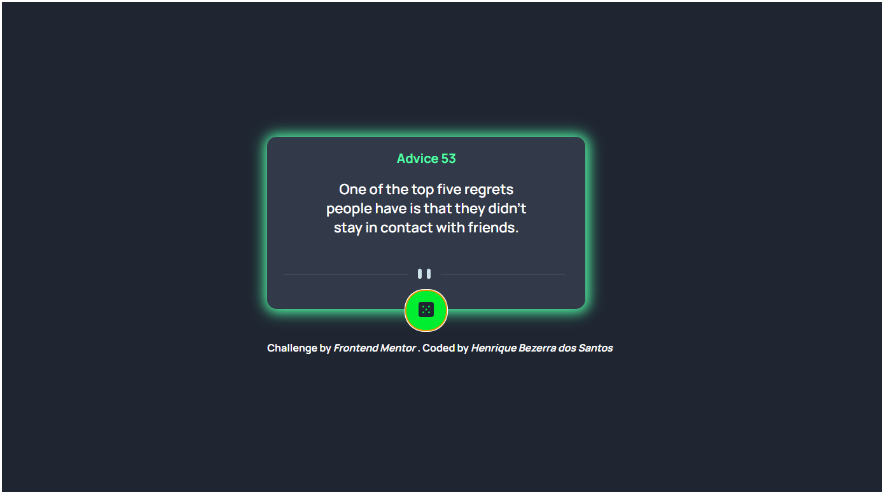 Advice 53
One of the top five regrets
people have is that they didn't
stay in contact with friends.
Challenge by Frontend Mentor . Coded by Henrique Bezerra dos Santos